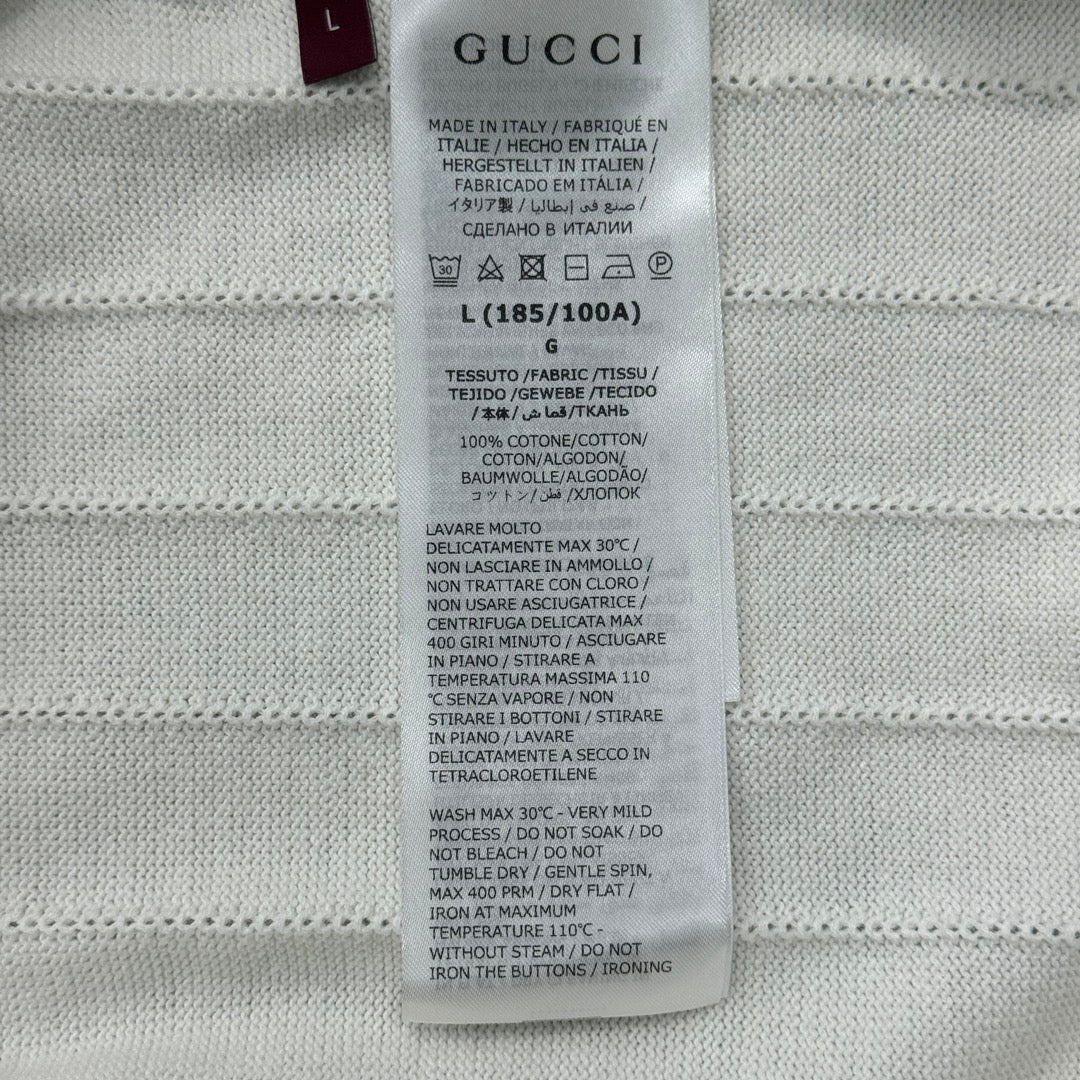 L
GUCCI
MADE IN ITALY / FABRIQUÉ EN
ITALIE / HECHO EN ITALIA /
HERGESTELLT IN ITALIEN /
FABRICADO EM ITÁLIA /
イタリア製 / صنع في إيطاليا /
СДЕЛАНО В ИТАЛИИ
30 P
L (185/100A)
G
TESSUTO /FABRIC /TISSU /
TEJIDO /GEWEBE /TECIDO
/本体/ قماش /ТКАНЬ
100% COTONE/COTTON/
COTON/ALGODON/
BAUMWOLLE/ALGODÃO/
コットン/ قطن /ХЛОПОК
LAVARE MOLTO
DELICATAMENTE MAX 30℃ /
NON LASCIARE IN AMMOLLO /
NON TRATTARE CON CLORO /
NON USARE ASCIUGATRICE /
CENTRIFUGA DELICATA MAX
400 GIRI MINUTO / ASCIUGARE
IN PIANO / STIRARE A
TEMPERATURA MASSIMA 110
℃ SENZA VAPORE / NON
STIRARE I BOTTONI / STIRARE
IN PIANO / LAVARE
DELICATAMENTE A SECCO IN
TETRACLOROETILENE
WASH MAX 30℃ - VERY MILD
PROCESS / DO NOT SOAK / DO
NOT BLEACH / DO NOT
TUMBLE DRY / GENTLE SPIN,
MAX 400 PRM / DRY FLAT /
IRON AT MAXIMUM
TEMPERATURE 110℃ -
WITHOUT STEAM / DO NOT
IRON THE BUTTONS / IRONING